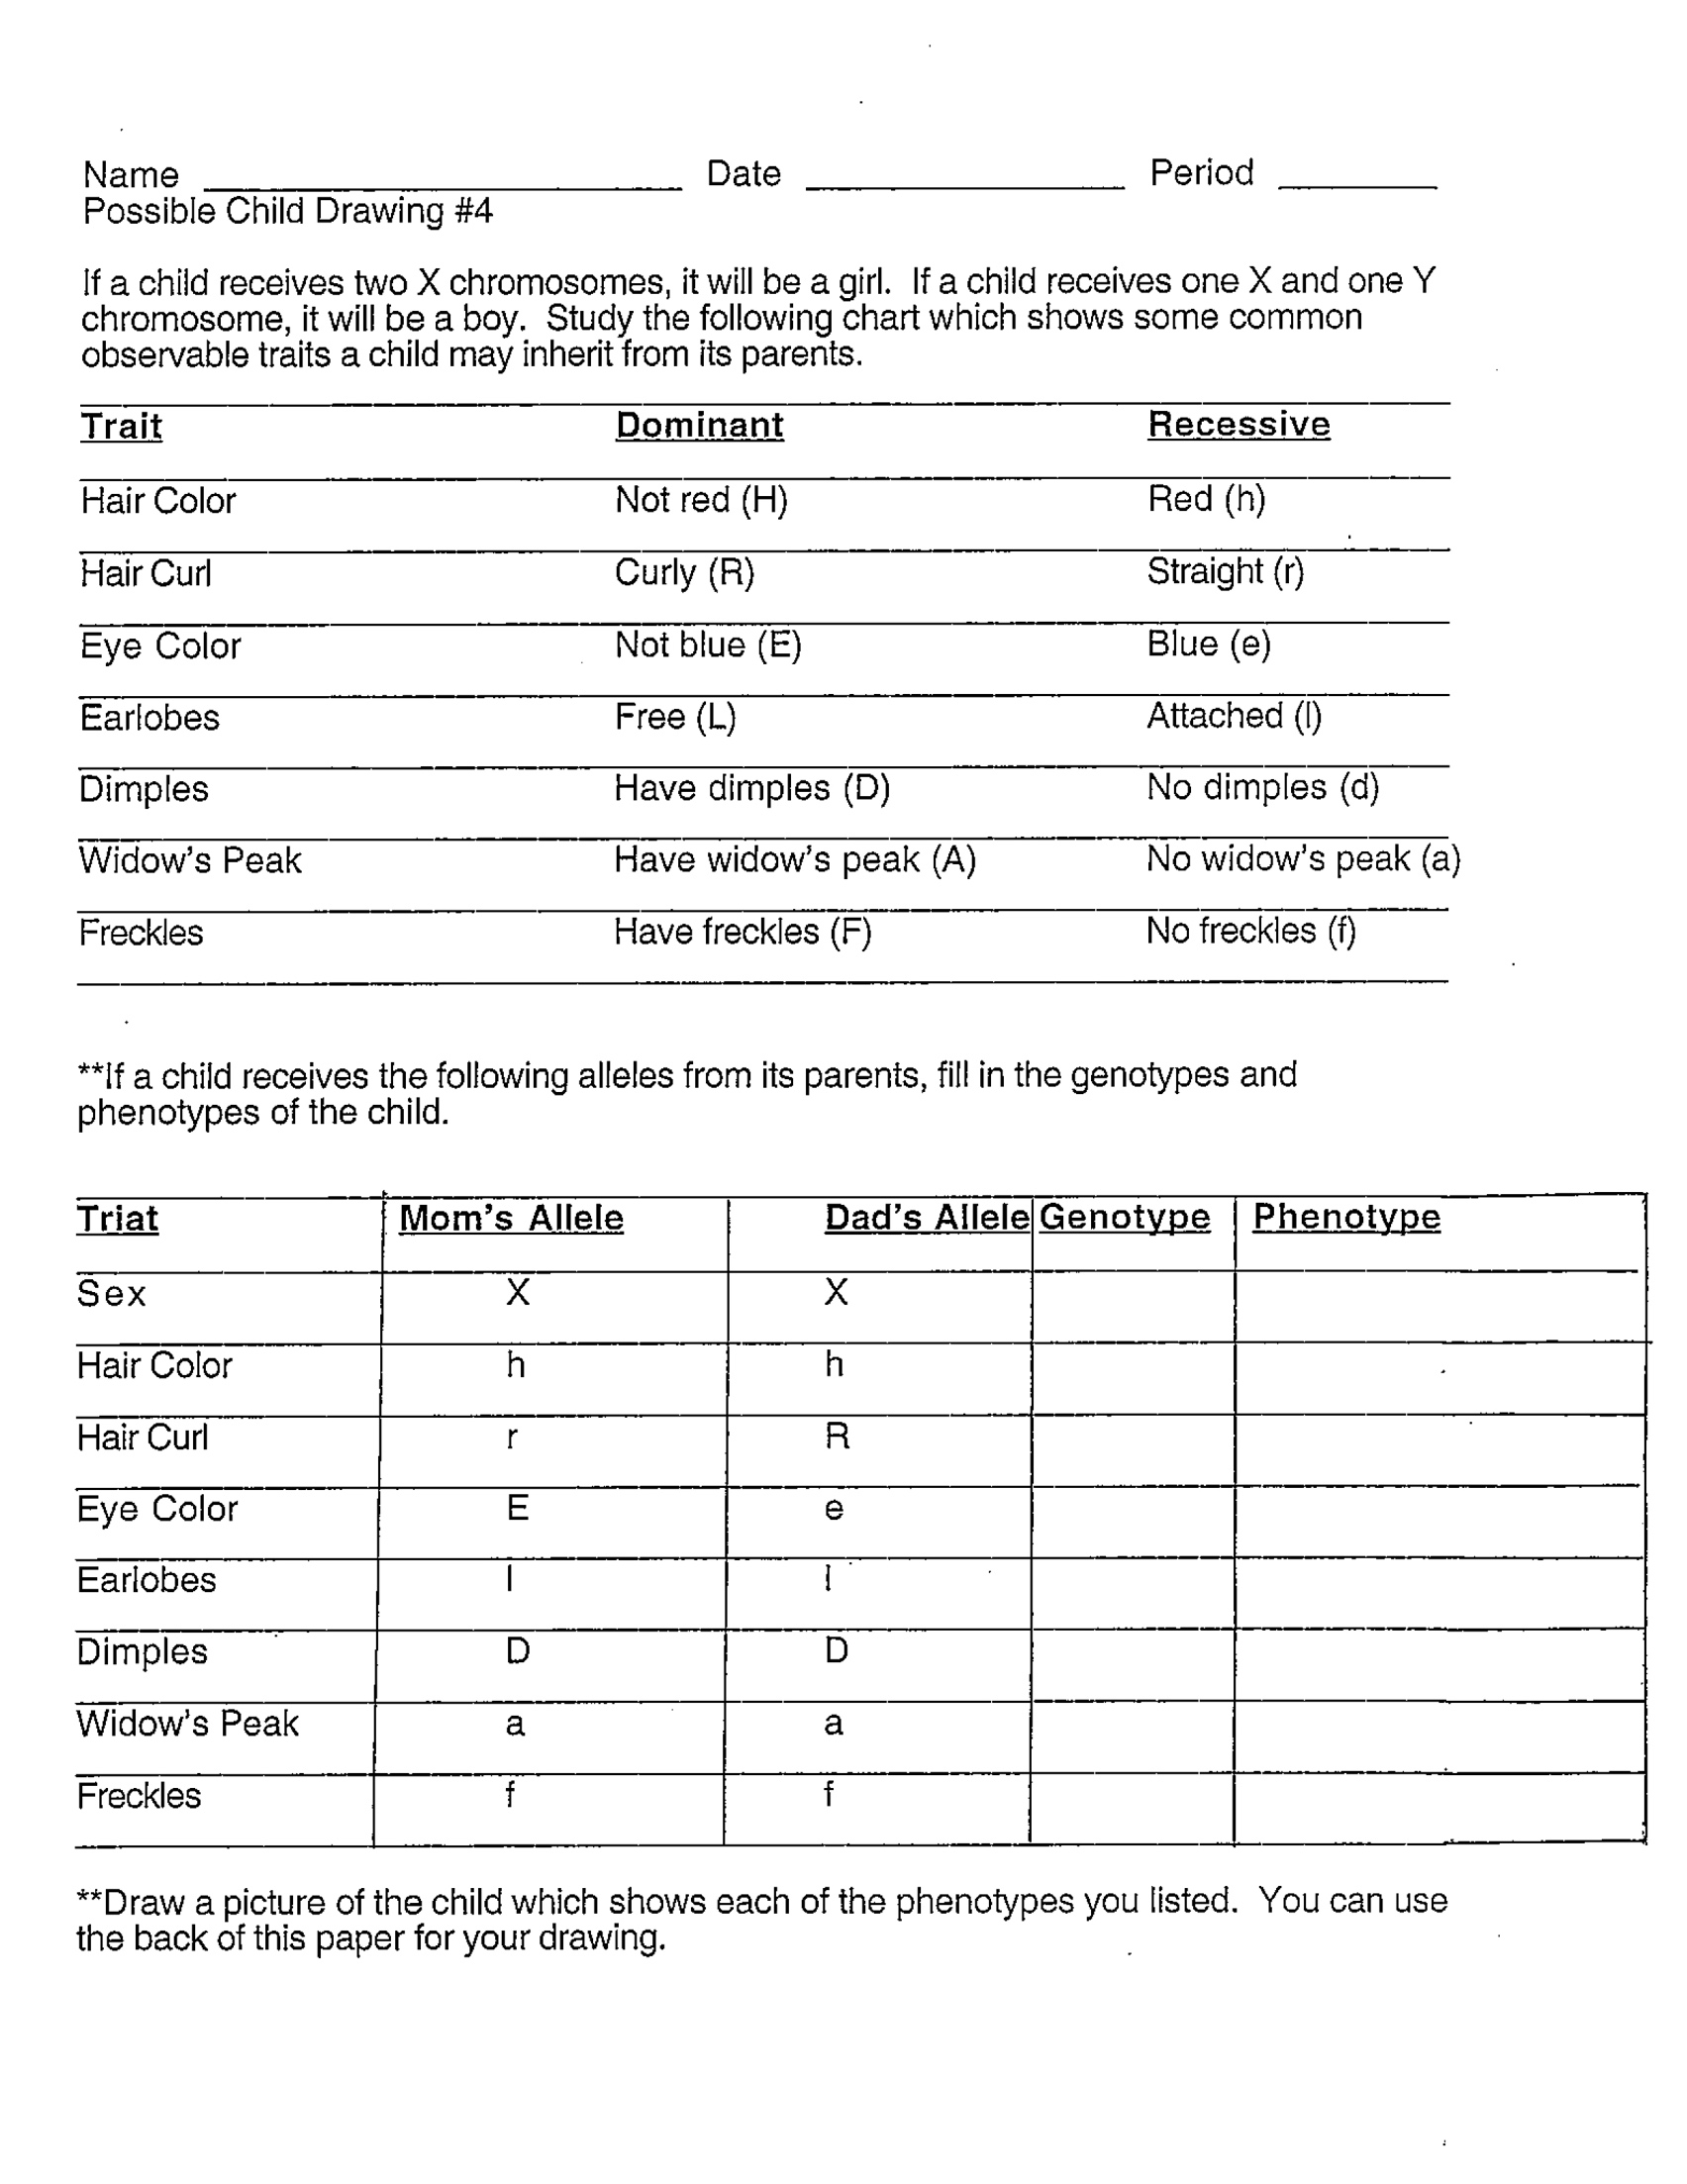 Name ____________ Date ____________ Period ______
Possible Child Drawing #4
If a child receives two X chromosomes, it will be a girl. If a child receives one X and one Y
chromosome, it will be a boy. Study the following chart which shows some common
observable traits a child may inherit from its parents.
Trait Dominant Recessive
Hair Color Not red (H) Red (h)
Hair Curl Curly (R) Straight (r)
Eye Color Not blue (E) Blue (e)
Earlobes Free (L) Attached (l)
Dimples Have dimples (D) No dimples (d)
Widow's Peak Have widow's peak (A) No widow's peak (a)
Freckles Have freckles (F) No freckles (f)
**If a child receives the following alleles from its parents, fill in the genotypes and
phenotypes of the child.
Triat Mom's Allele Dad's Allele Genotype Phenotype
Sex X X
Hair Color h h
Hair Curl r R
Eye Color E e
Earlobes l l
Dimples D D
Widow's Peak a a
Freckles f f
**Draw a picture of the child which shows each of the phenotypes you listed. You can use
the back of this paper for your drawing.